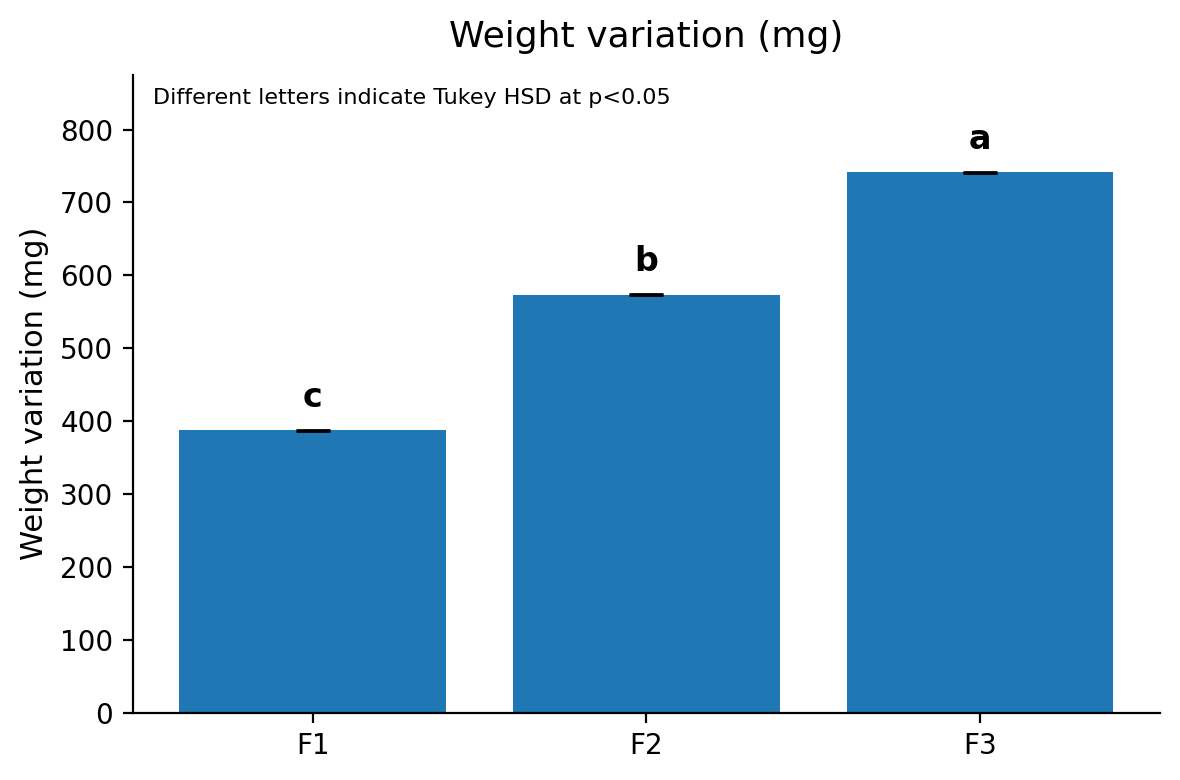 Weight variation (mg)
Different letters indicate Tukey HSD at p<0.05
Weight variation (mg)
800
700
600
500
400
300
200
100
0
a
b
c
F1
F2
F3